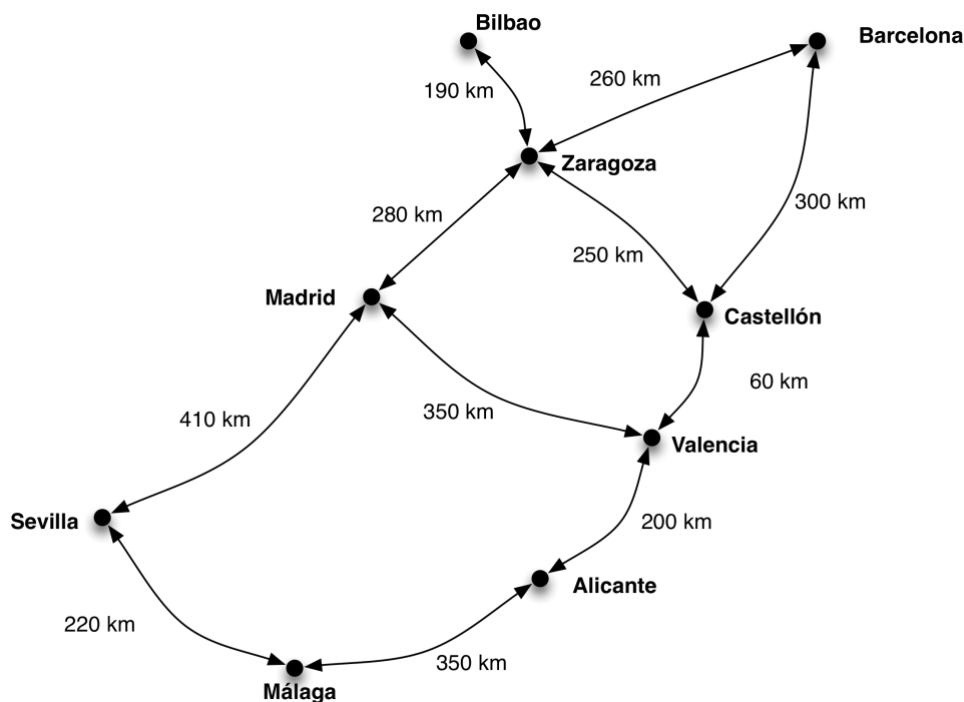 Bilbao
Barcelona
190 km
260 km
Zaragoza
300 km
280 km
250 km
Madrid
Castellón
60 km
410 km
350 km
Valencia
Sevilla
200 km
Alicante
220 km
350 km
Málaga